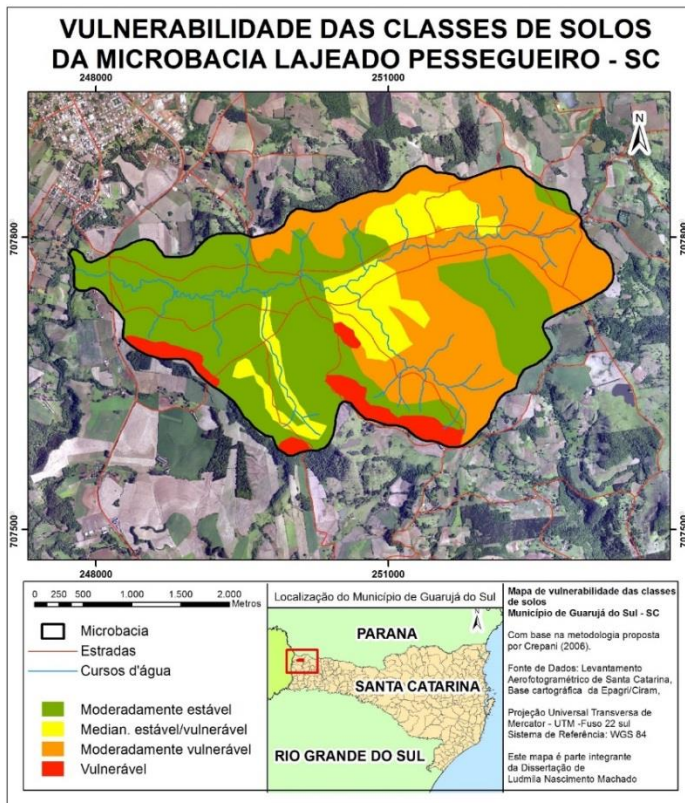 VULNERABILIDADE DAS CLASSES DE SOLOS
DA MICROBACIA LAJEADO PESSEGUEIRO - SC
248000
251000
N
707800
707800
707500
707500
248000
251000
0 250 500 1.000 1.500 2.000
Metros
Microbacia
Estradas
Cursos d'água
Moderadamente estável
Median. estável/vulnerável
Moderadamente vulnerável
Vulnerável
Localização do Município de Guarujá do Sul
N
PARANA
SANTA CATARINA
RIO GRANDE DO SUL
Mapa de vulnerabilidade das classes
de solos
Município de Guarujá do Sul - SC
Com base na metodologia proposta
por Crepani (2006).
Fonte de Dados: Levantamento
Aerofotogramétrico de Santa Catarina,
Base cartográfica da Epagri/Ciram,
Projeção Universal Transversa de
Mercator - UTM -Fuso 22 sul
Sistema de Referência: WGS 84
Este mapa é parte integrante
da Dissertação de
Ludmila Nascimento Machado